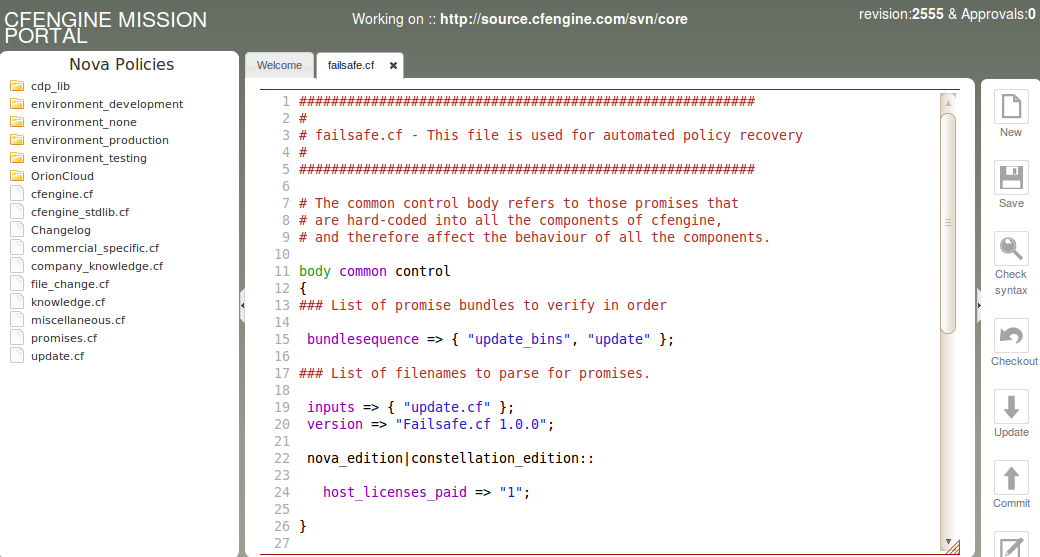 CFENGINE MISSION
PORTAL
Working on :: http://source.cfengine.com/svn/core
revision:2555 & Approvals:0
Nova Policies
cdp_lib
environment_development
environment_none
environment_production
environment_testing
OrionCloud
cfengine.cf
cfengine_stdlib.cf
Changelog
commercial_specific.cf
company_knowledge.cf
file_change.cf
knowledge.cf
miscellaneous.cf
promises.cf
update.cf
Welcome
failsafe.cf ✖
1 #########################################################
2 #
3 # failsafe.cf - This file is used for automated policy recovery
4 #
5 #########################################################
6
7 # The common control body refers to those promises that
8 # are hard-coded into all the components of cfengine,
9 # and therefore affect the behaviour of all the components.
10
11 body common control
12 {
13 ### List of promise bundles to verify in order
14
15  bundlesequence => { "update_bins", "update" };
16
17 ### List of filenames to parse for promises.
18
19  inputs => { "update.cf" };
20  version => "Failsafe.cf 1.0.0";
21
22  nova_edition|constellation_edition::
23
24    host_licenses_paid => "1";
25
26 }
27
New
Save
Check
syntax
Checkout
Update
Commit